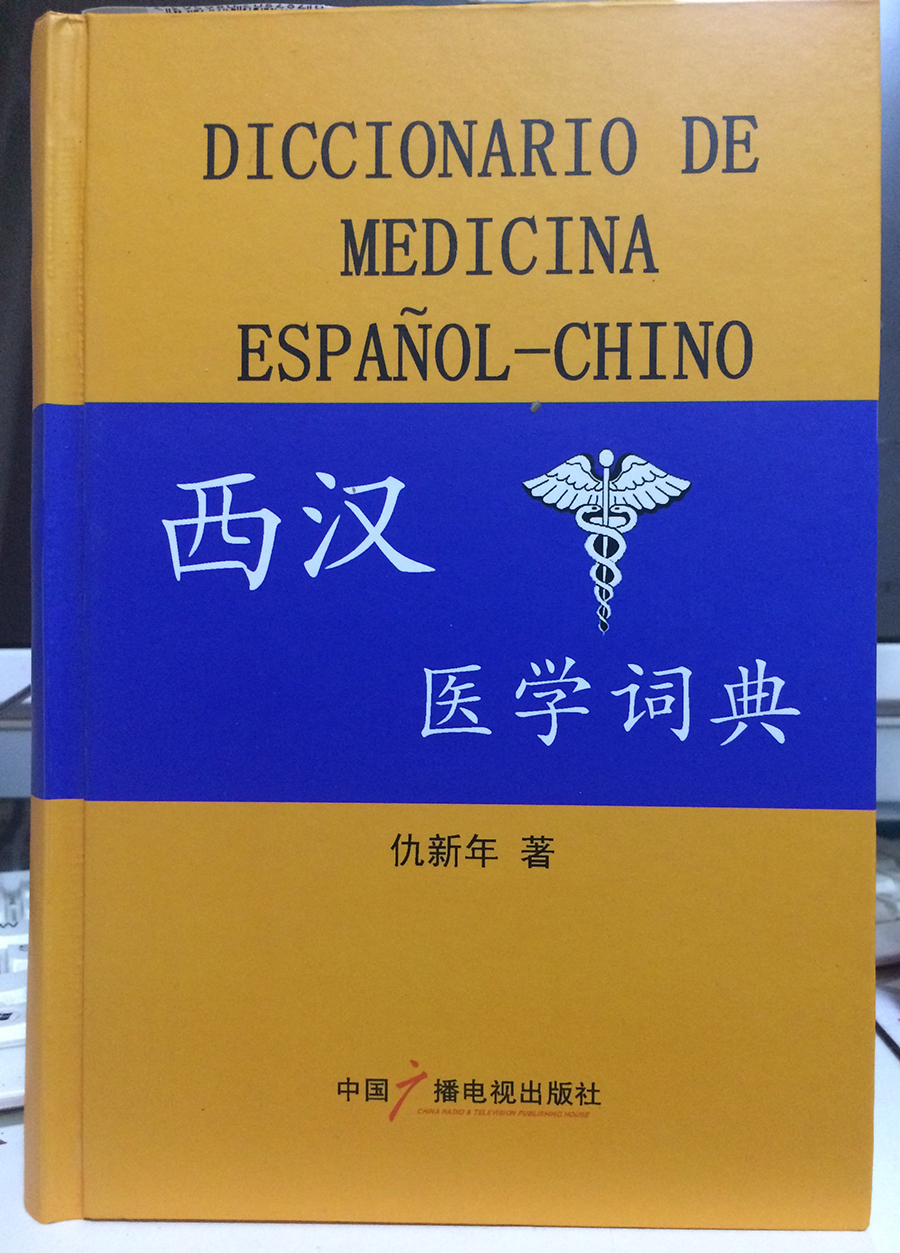 DICCIONARIO DE
MEDICINA
ESPAÑOL-CHINO
西汉
医学词典
仇新年 著
中国广播电视出版社
CHINA RADIO & TELEVISION PUBLISHING HOUSE